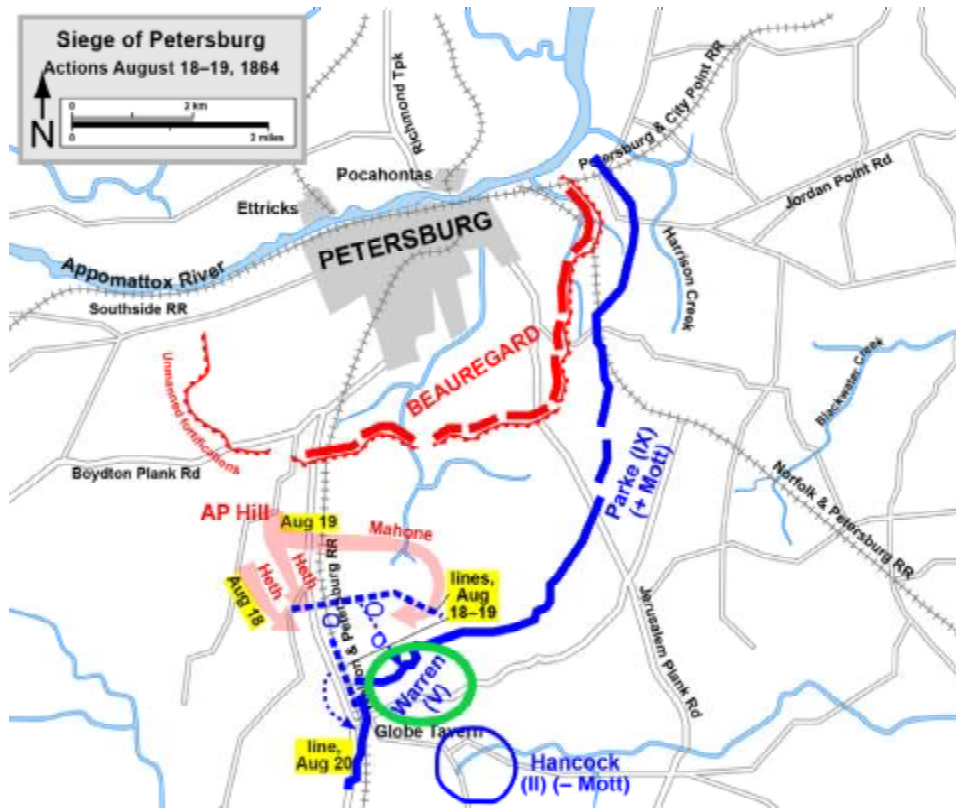 Siege of Petersburg
Actions August 18–19, 1864
N
0
2 km
0
2 miles
Richmond Tpk
Petersburg & City Point RR
Pocahontas
Ettricks
Jordan Point Rd
PETERSBURG
Appomattox River
Harrison Creek
Southside RR
Unmanned fortifications
BEAUREGARD
Blackwater Creek
Boydton Plank Rd
Parke (IX)
(+ Mott)
Norfolk & Petersburg RR
AP Hill
Aug 19
Mahone
Heth
Heth
Aug 18
lines,
Aug
18–19
& Petersburg RR
Jerusalem Plank Rd
Warren
(V)
Globe Tavern
line,
Aug 20
Hancock
(II) (– Mott)